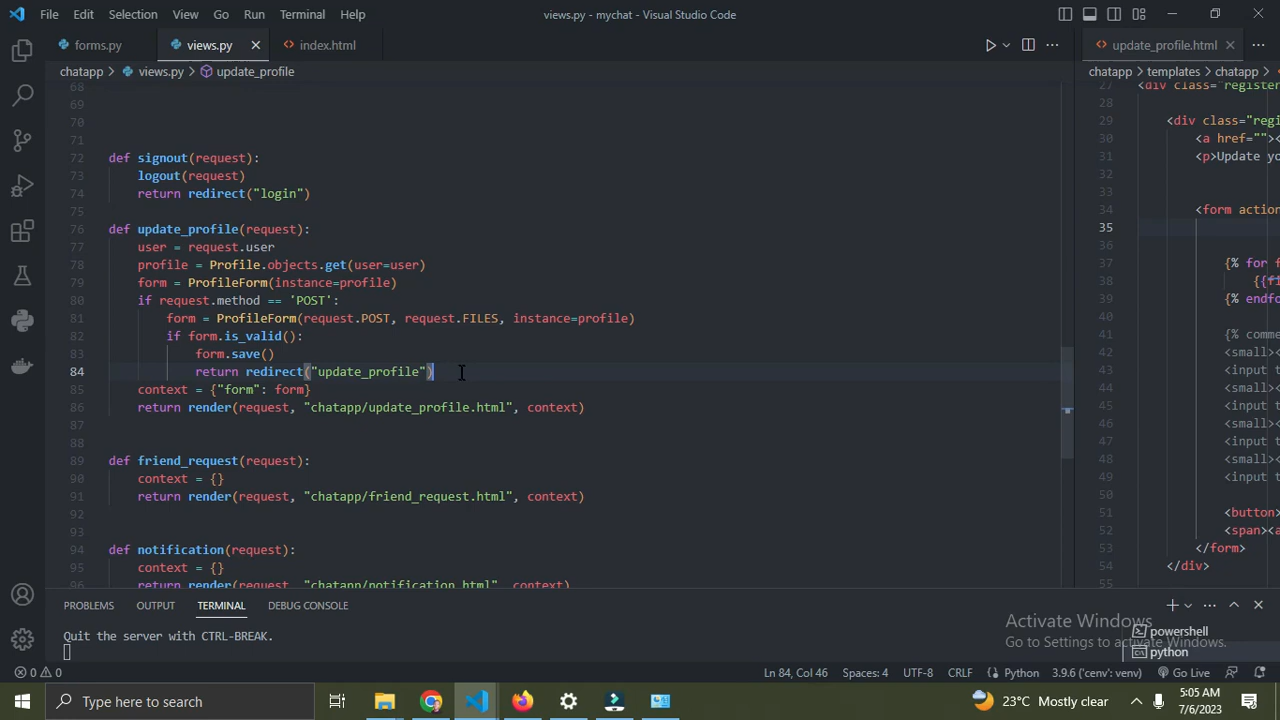 File Edit Selection View Go Run Terminal Help views.py - mychat - Visual Studio Code
forms.py views.py index.html update_profile.html
chatapp > views.py > update_profile
chatapp > templates > chatapp >
68
69
70
71
72 def signout(request):
73 logout(request)
74 return redirect("login")
75
76 def update_profile(request):
77 user = request.user
78 profile = Profile.objects.get(user=user)
79 form = ProfileForm(instance=profile)
80 if request.method == 'POST':
81 form = ProfileForm(request.POST, request.FILES, instance=profile)
82 if form.is_valid():
83 form.save()
84 return redirect("update_profile")
85 context = {"form": form}
86 return render(request, "chatapp/update_profile.html", context)
87
88
89 def friend_request(request):
90 context = {}
91 return render(request, "chatapp/friend_request.html", context)
92
93
94 def notification(request):
95 context = {}
96 return render(request, "chatapp/notification.html", context)
27 <div class="register
28
29 <div class="regi
30 <a href=""><
31 <p>Update yo
32
33
34 <form action
35
36
37 {% for f
38 {{fi
39 {% endfo
40
41 {% comme
42 <small><
43 <input t
44 <small><
45 <input t
46 <small><
47 <input t
48 <small><
49 <input t
50
51 <button>
52 <span><a
53 </form>
54 </div>
55
PROBLEMS OUTPUT TERMINAL DEBUG CONSOLE
Quit the server with CTRL-BREAK.
powershell
python
Activate Windows
Go to Settings to activate Windows.
0 0 Ln 84, Col 46 Spaces: 4 UTF-8 CRLF Python 3.9.6 ('cenv': venv) Go Live
Type here to search
23°C Mostly clear
5:05 AM
7/6/2023